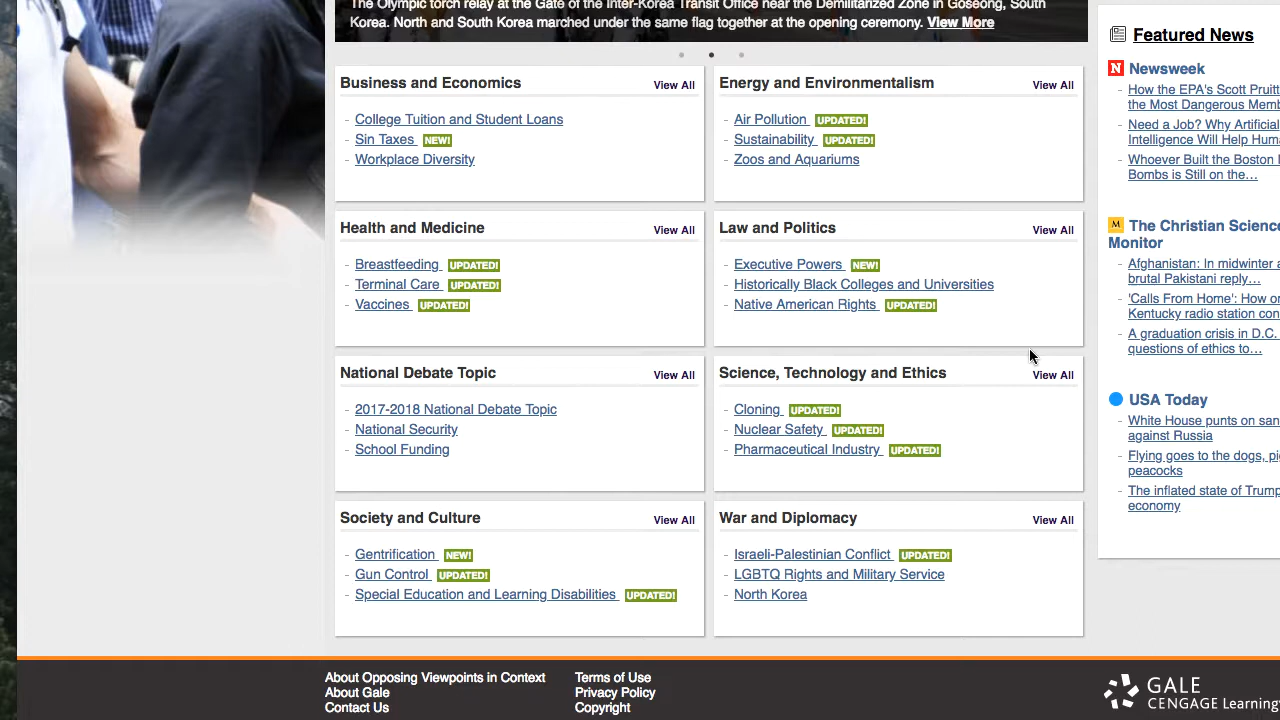 The Olympic torch relay at the Gate of the Inter-Korea Transit Office near the Demilitarized Zone in Goseong, South
Korea. North and South Korea marched under the same flag together at the opening ceremony. View More
Business and Economics View All
- College Tuition and Student Loans
- Sin Taxes NEW!
- Workplace Diversity
Energy and Environmentalism View All
- Air Pollution UPDATED!
- Sustainability UPDATED!
- Zoos and Aquariums
Health and Medicine View All
- Breastfeeding UPDATED!
- Terminal Care UPDATED!
- Vaccines UPDATED!
Law and Politics View All
- Executive Powers NEW!
- Historically Black Colleges and Universities
- Native American Rights UPDATED!
National Debate Topic View All
- 2017-2018 National Debate Topic
- National Security
- School Funding
Science, Technology and Ethics View All
- Cloning UPDATED!
- Nuclear Safety UPDATED!
- Pharmaceutical Industry UPDATED!
Society and Culture View All
- Gentrification NEW!
- Gun Control UPDATED!
- Special Education and Learning Disabilities UPDATED!
War and Diplomacy View All
- Israeli-Palestinian Conflict UPDATED!
- LGBTQ Rights and Military Service
- North Korea
Featured News
N Newsweek
- How the EPA's Scott Pruitt
the Most Dangerous Memb
- Need a Job? Why Artificial
Intelligence Will Help Hum
- Whoever Built the Boston
Bombs is Still on the…
M The Christian Science
Monitor
- Afghanistan: In midwinter a
brutal Pakistani reply…
- 'Calls From Home': How
Kentucky radio station con
- A graduation crisis in D.C.
questions of ethics to…
USA Today
- White House punts on san
against Russia
- Flying goes to the dogs, pi
peacocks
- The inflated state of Trump
economy
About Opposing Viewpoints in Context
About Gale
Contact Us
Terms of Use
Privacy Policy
Copyright
GALE
CENGAGE Learning